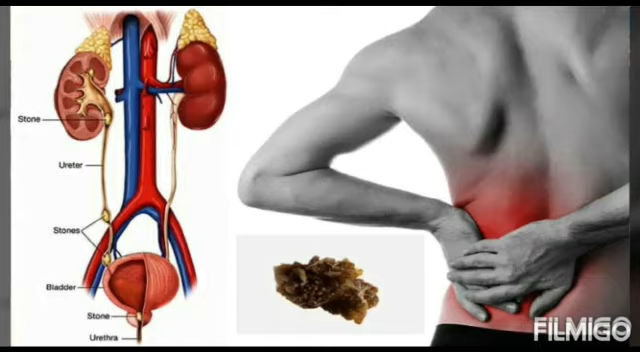 Stone
Ureter
Stones
Bladder
Stone
Urethra
FILMIGO